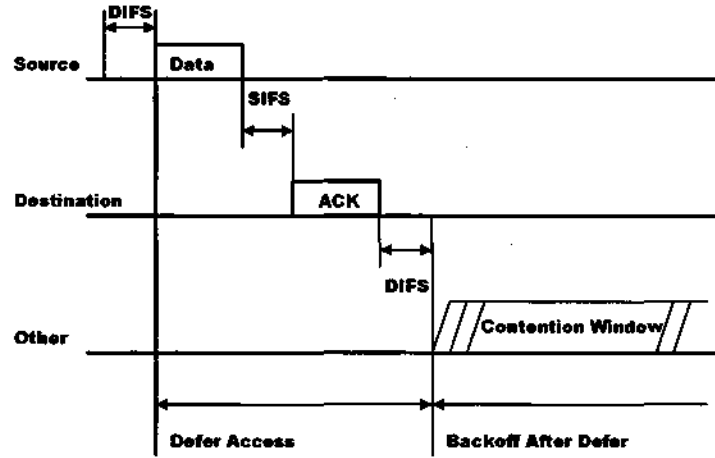 DIFS
Source
Data
SIFS
Destination
ACK
DIFS
Other
Contention Window
Defer Access
Backoff After Defer